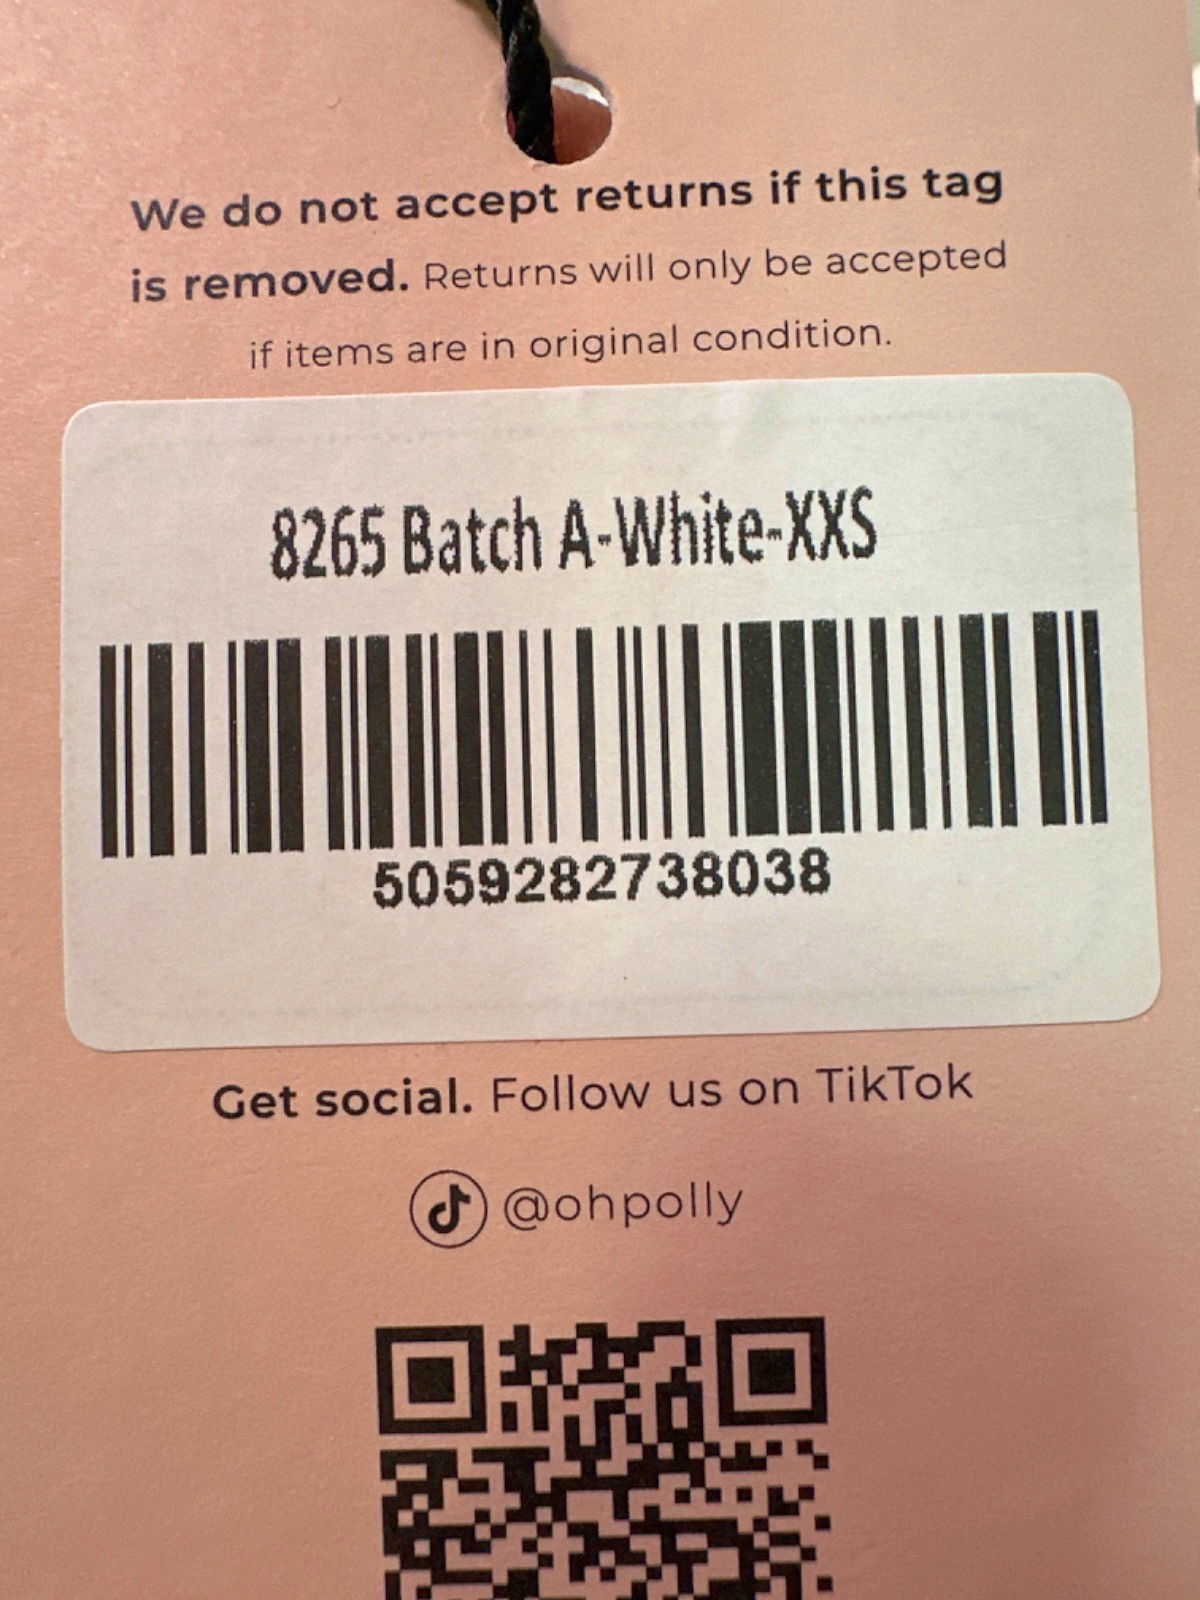 We do not accept returns if this tag
is removed. Returns will only be accepted
if items are in original condition.
8265 Batch A-White-XXS
5059282738038
Get social. Follow us on TikTok
@ohpolly